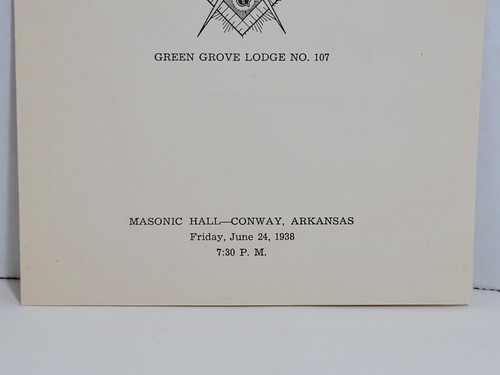 G
GREEN GROVE LODGE NO. 107
MASONIC HALL—CONWAY, ARKANSAS
Friday, June 24, 1938
7:30 P. M.